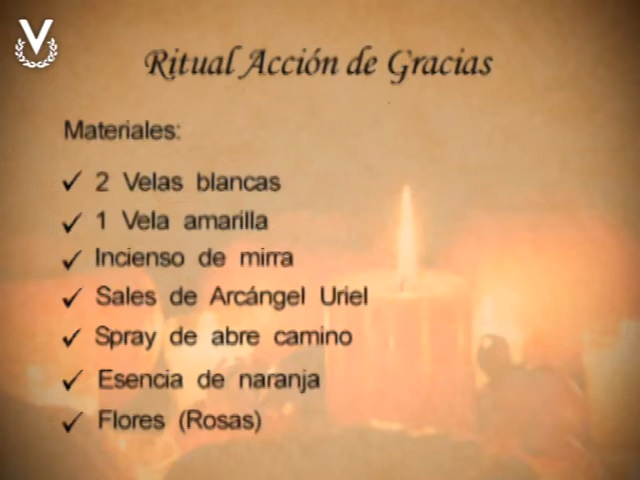 V
Ritual Acción de Gracias
Materiales:
✓ 2 Velas blancas
✓ 1 Vela amarilla
✓ Incienso de mirra
✓ Sales de Arcángel Uriel
✓ Spray de abre camino
✓ Esencia de naranja
✓ Flores (Rosas)